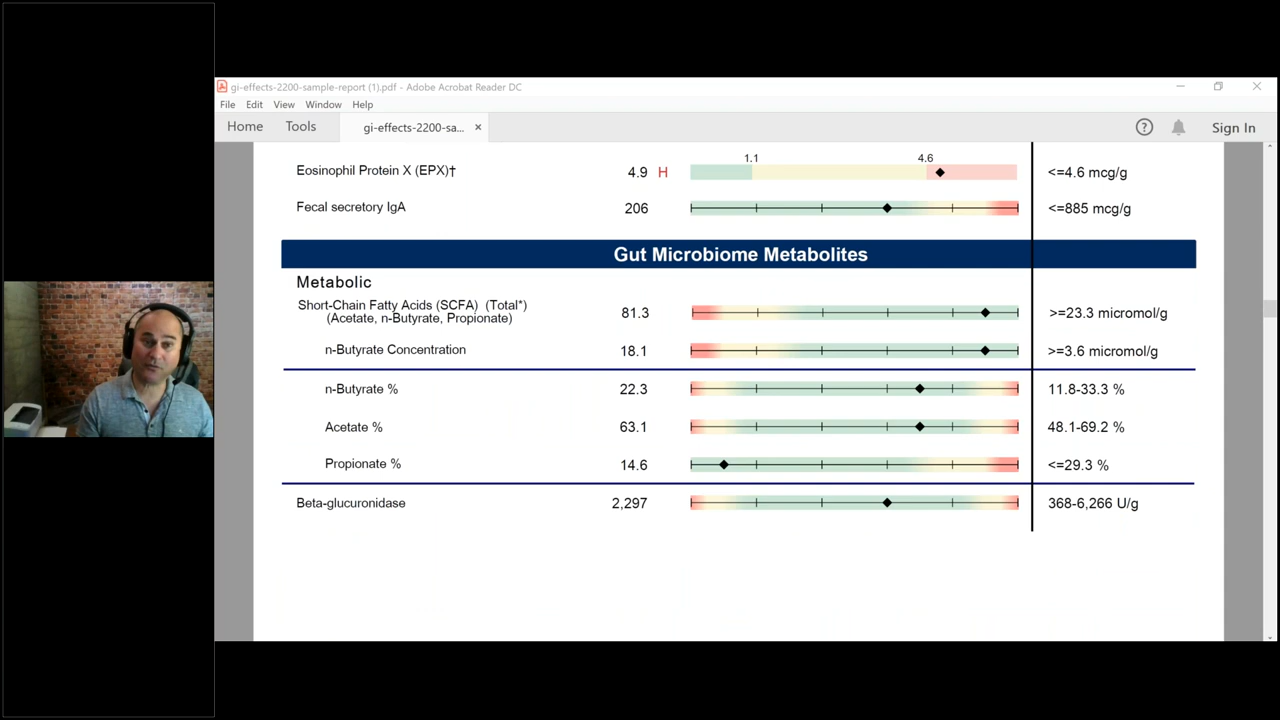 gi-effects-2200-sample-report (1).pdf - Adobe Acrobat Reader DC
File Edit View Window Help
Home Tools gi-effects-2200-sa... × Sign In
1.1 4.6
Eosinophil Protein X (EPX)† 4.9 H <=4.6 mcg/g
Fecal secretory IgA 206 <=885 mcg/g
Gut Microbiome Metabolites
Metabolic
Short-Chain Fatty Acids (SCFA) (Total*)
(Acetate, n-Butyrate, Propionate) 81.3 >=23.3 micromol/g
n-Butyrate Concentration 18.1 >=3.6 micromol/g
n-Butyrate % 22.3 11.8-33.3 %
Acetate % 63.1 48.1-69.2 %
Propionate % 14.6 <=29.3 %
Beta-glucuronidase 2,297 368-6,266 U/g